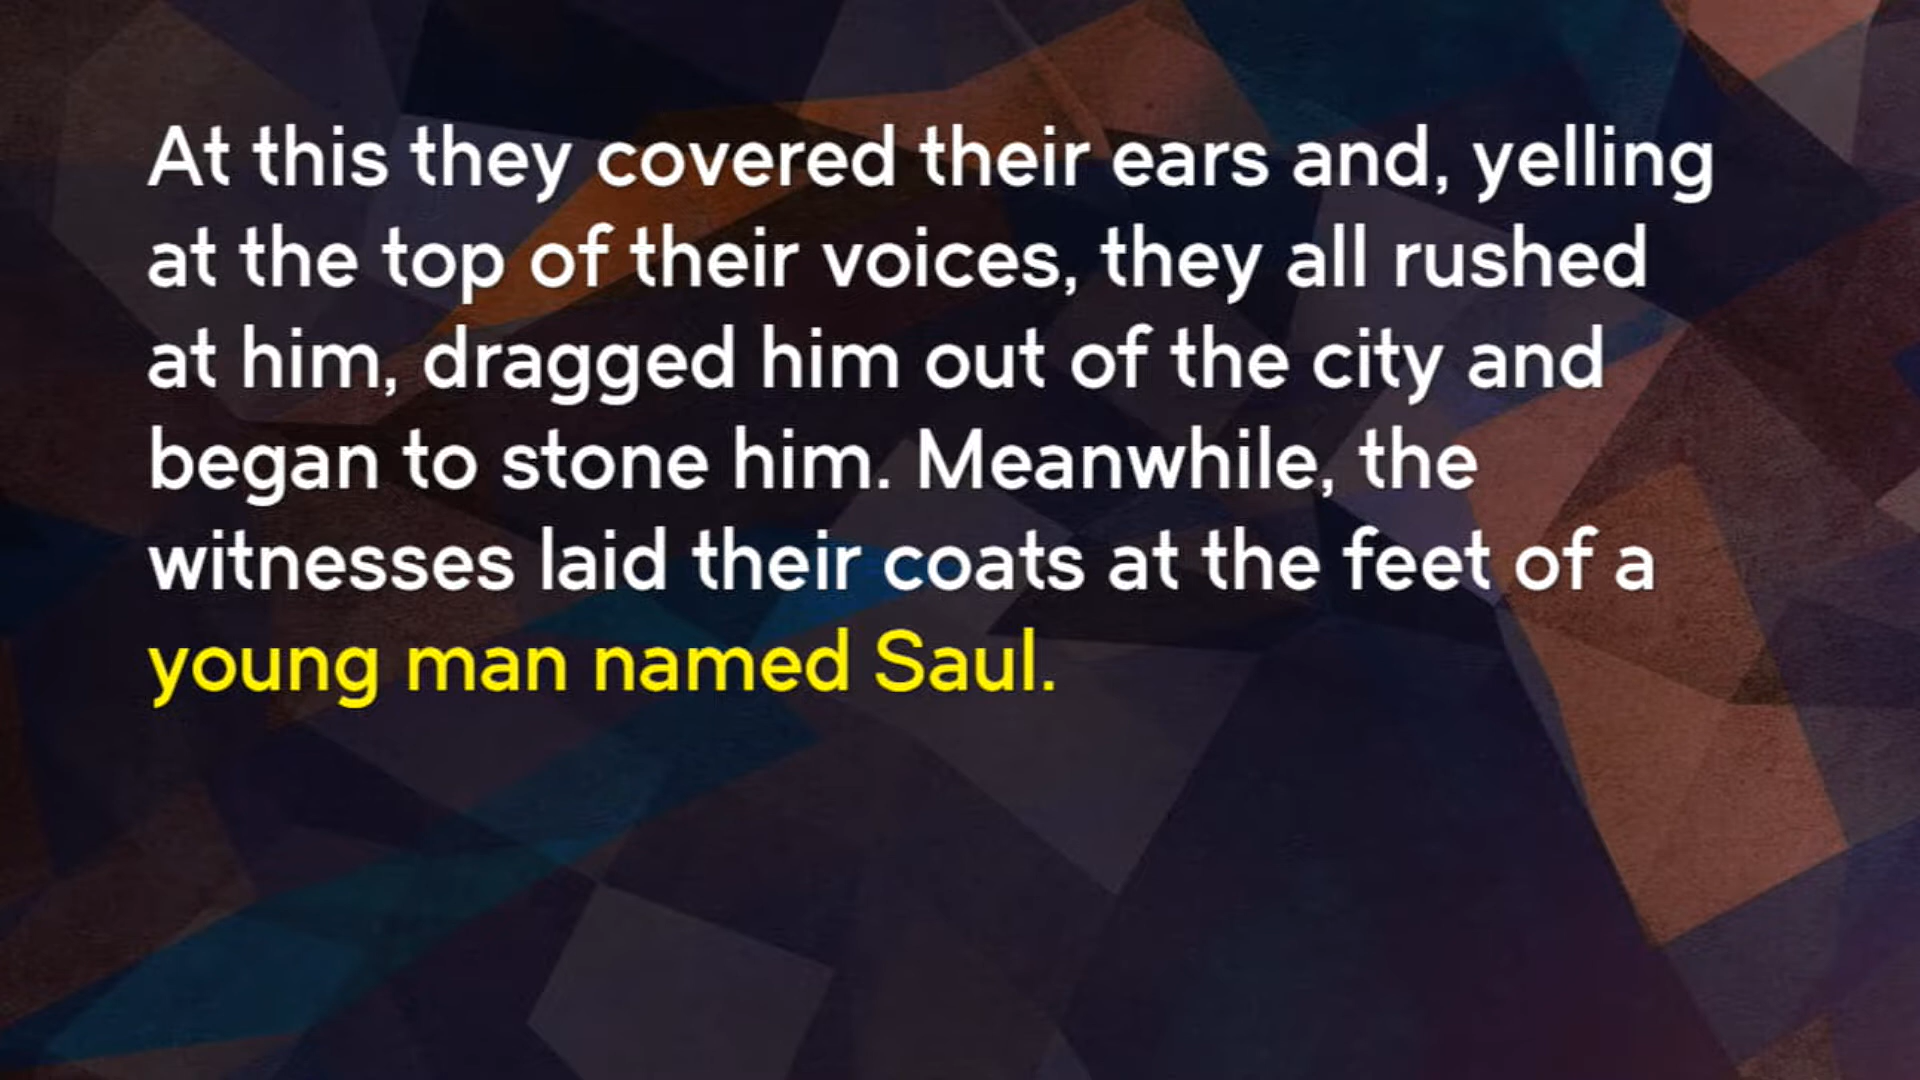 At this they covered their ears and, yelling
at the top of their voices, they all rushed
at him, dragged him out of the city and
began to stone him. Meanwhile, the
witnesses laid their coats at the feet of a
young man named Saul.